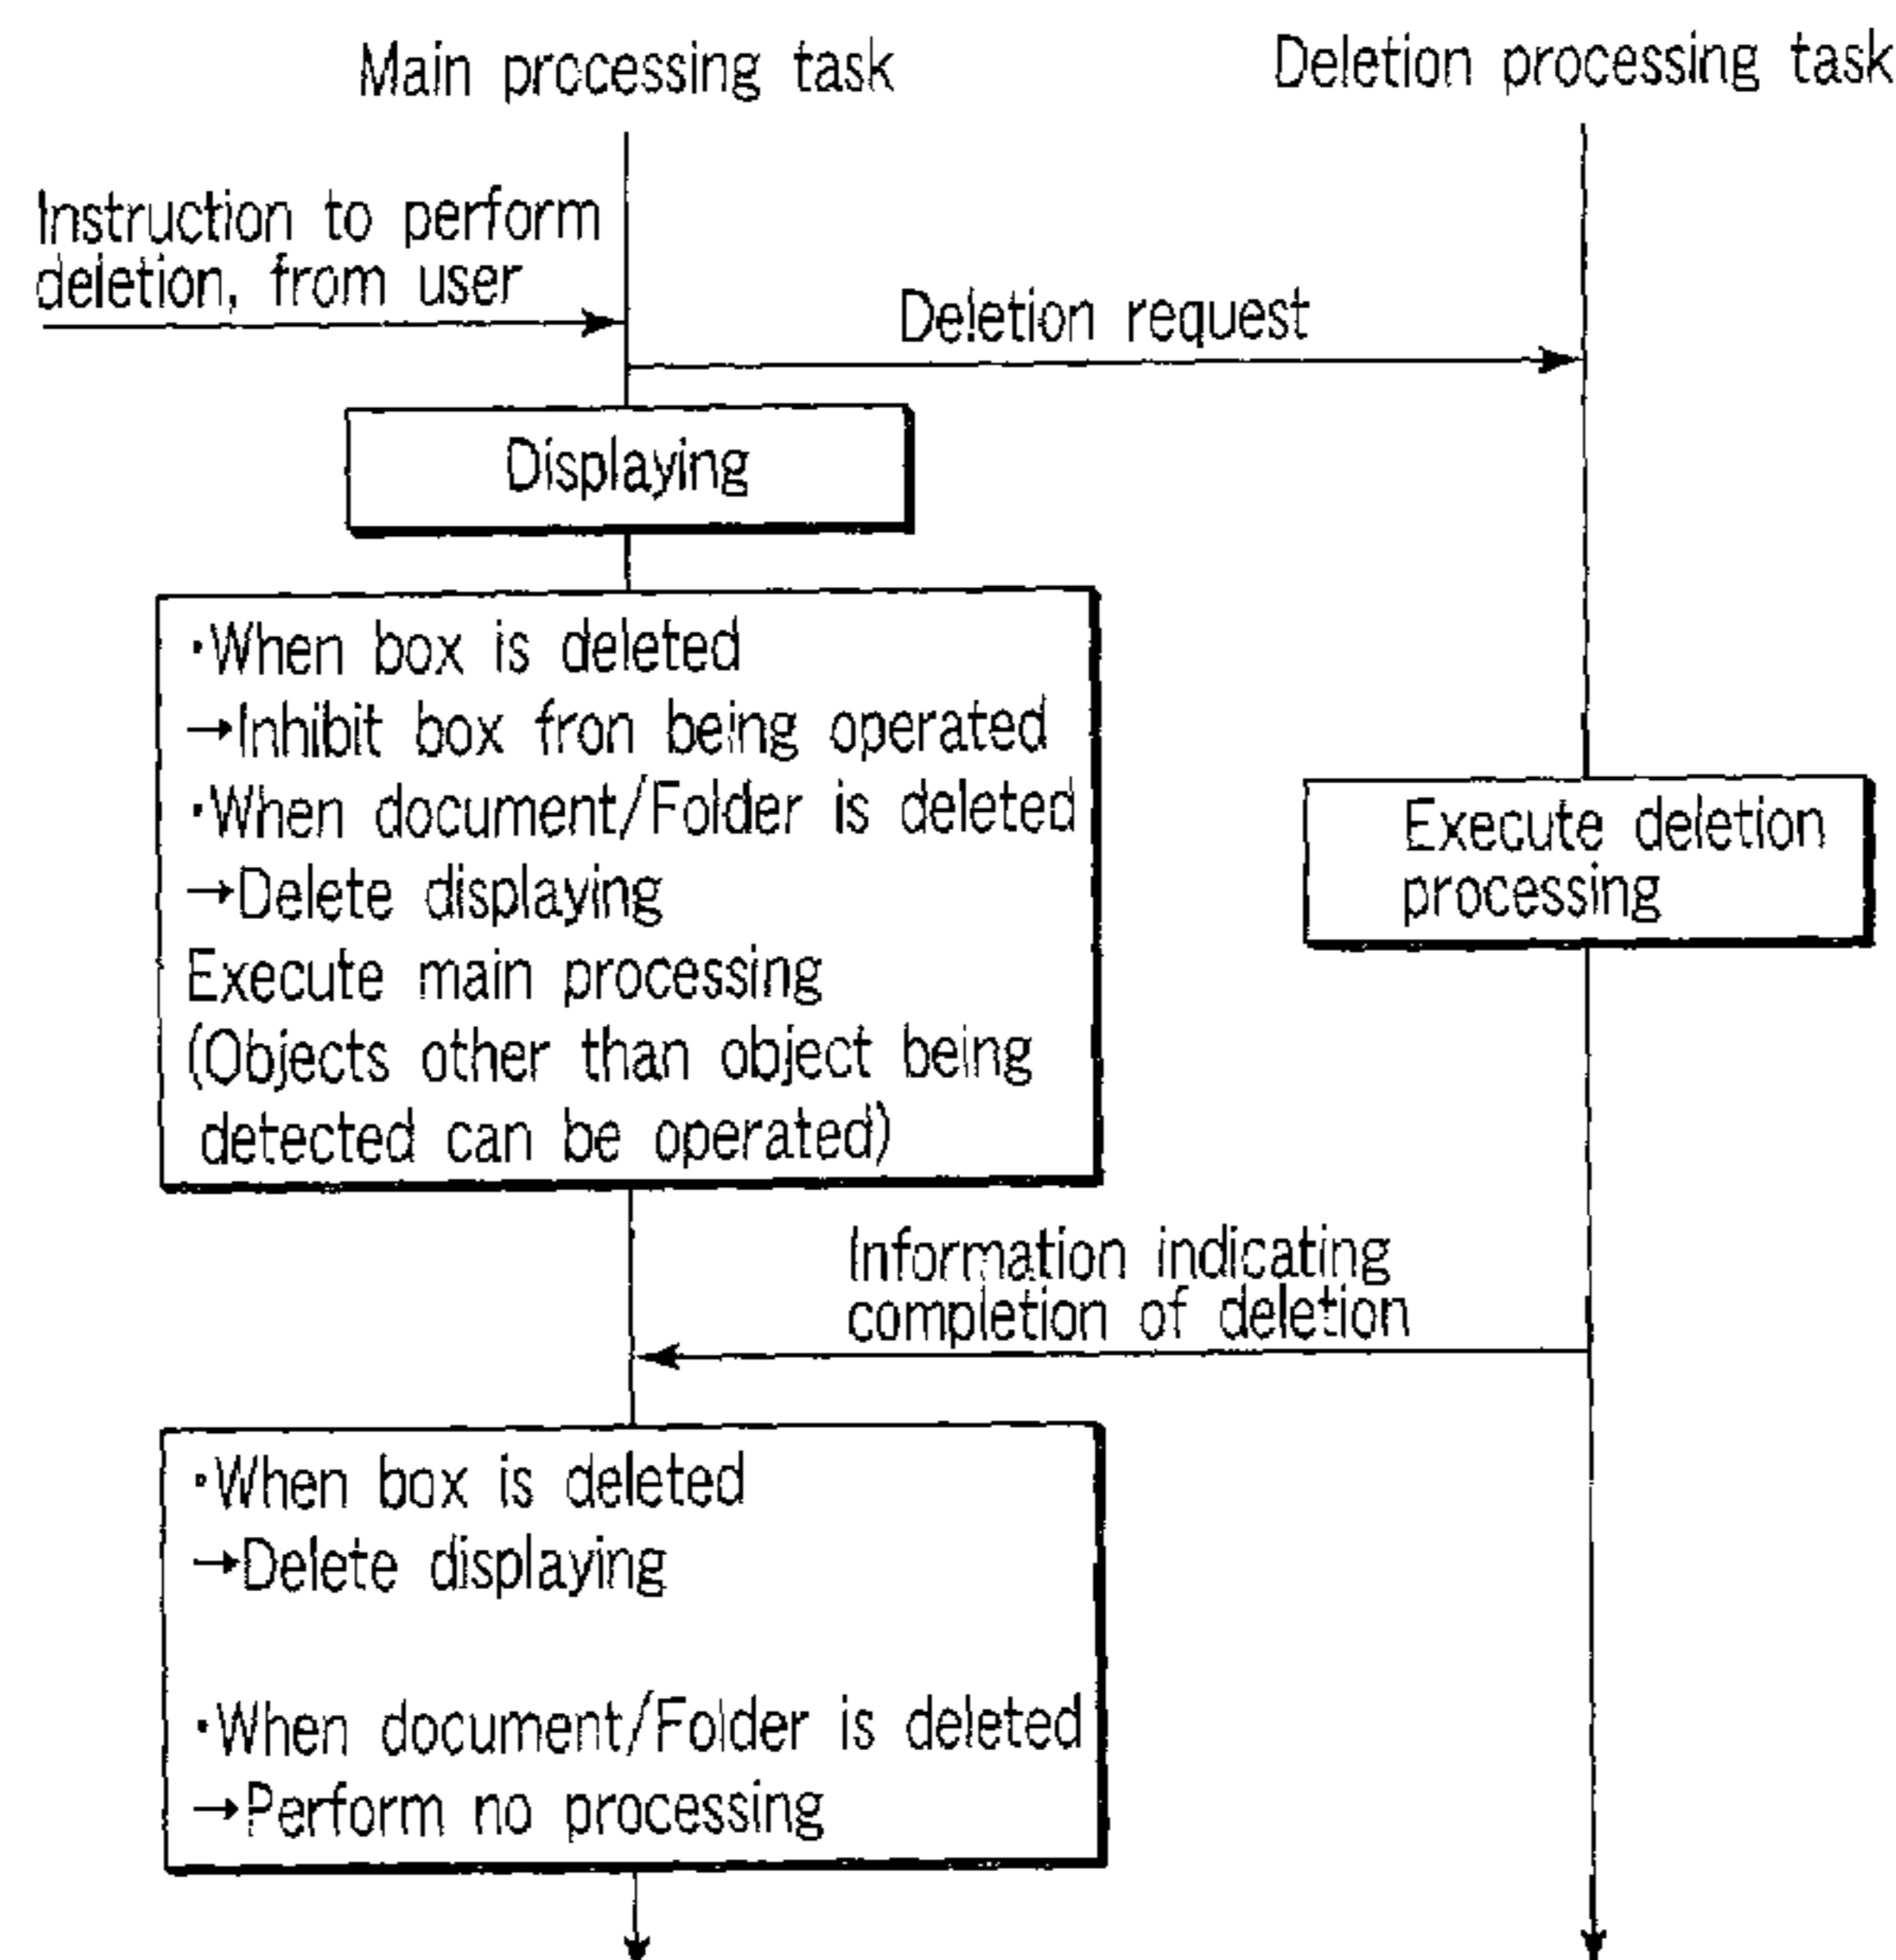 Main prccessing task
Deletion processing task
Instruction to perform
deletion, from user
Deletion request
Displaying
·When box is deleted
→Inhibit box fron being operated
·When document/Folder is deleted
→Delete displaying
Execute main processing
(Objects other than object being
detected can be operated)
Execute deletion
processing
Information indicating
completion of deletion
·When box is deleted
→Delete displaying
·When document/Folder is deleted
→Perform no processing